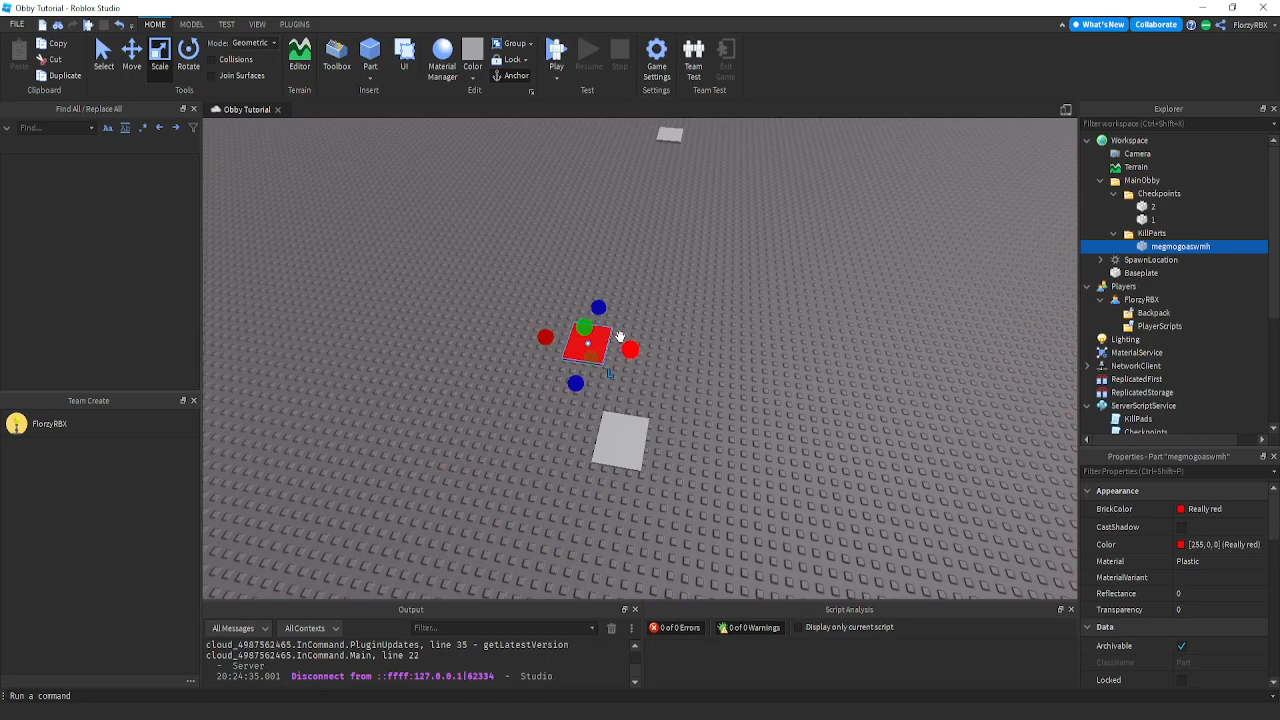 Obby Tutorial - Roblox Studio
FILE HOME MODEL TEST VIEW PLUGINS What's New Collaborate FlorzyRBX
Paste Copy Cut Duplicate Clipboard
Select Move Scale Rotate Mode: Geometric Collisions Join Surfaces Tools
Editor Terrain
Toolbox Part UI Insert
Material Manager Color Group Lock Anchor Edit
Play Resume Stop Test
Game Settings Settings
Team Test Exit Game Team Test
Find All / Replace All
Find... Aa Ab .*
Team Create
FlorzyRBX
Obby Tutorial
L
Explorer
Filter workspace (Ctrl+Shift+X)
Workspace
Camera
Terrain
MainObby
Checkpoints
2
1
KillParts
megmogoaswmh
SpawnLocation
Baseplate
Players
FlorzyRBX
Backpack
PlayerScripts
Lighting
MaterialService
NetworkClient
ReplicatedFirst
ReplicatedStorage
ServerScriptService
KillPads
Checkpoints
Properties - Part "megmogoaswmh"
Filter Properties (Ctrl+Shift+P)
Appearance
BrickColor Really red
CastShadow
Color [255,0,0] (Really red)
Material Plastic
MaterialVariant
Reflectance 0
Transparency 0
Data
Archivable
ClassName Part
Locked
Output
All Messages All Contexts Filter...
cloud_4987562465.InCommand.PluginUpdates, line 35 - getLatestVersion
cloud_4987562465.InCommand.Main, line 22
- Server
20:24:35.001 Disconnect from ::ffff:127.0.0.1|62334 - Studio
Script Analysis
0 of 0 Errors 0 of 0 Warnings Display only current script
Run a command